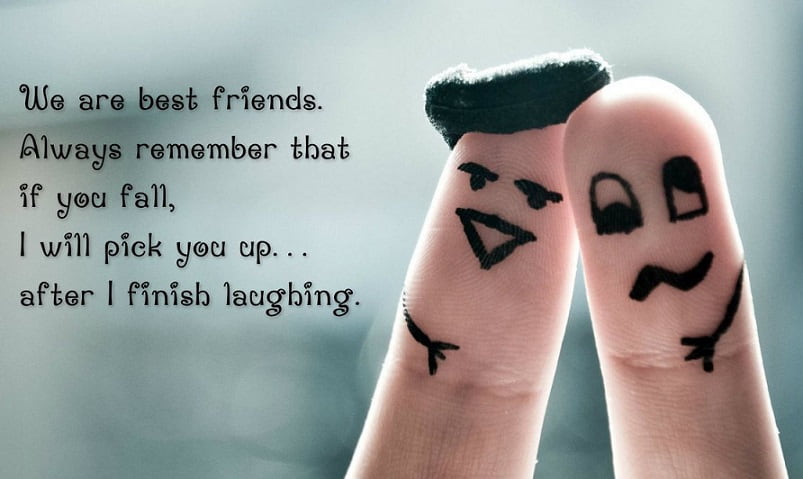 We are best friends.
Always remember that
if you fall,
I will pick you up...
after I finish laughing.